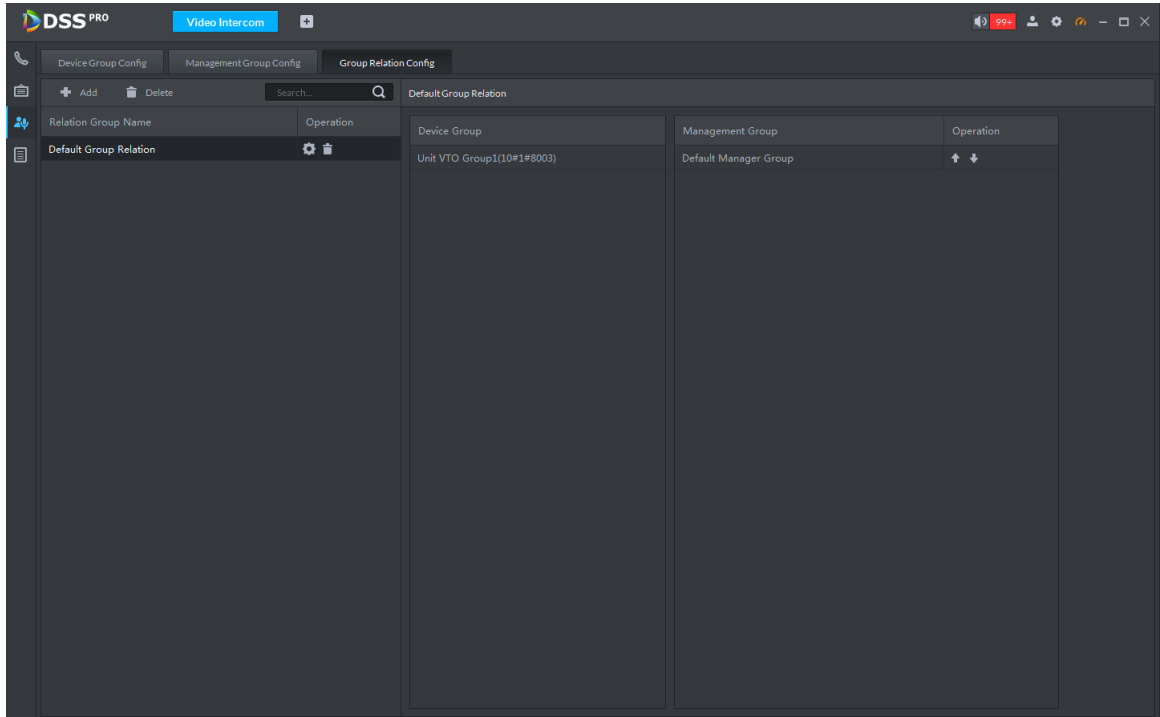 DSS PRO Video Intercom 99+
Device Group Config Management Group Config Group Relation Config
Add Delete Search... Default Group Relation
Relation Group Name Operation Device Group Management Group Operation
Default Group Relation Unit VTO Group1(10#1#8003) Default Manager Group